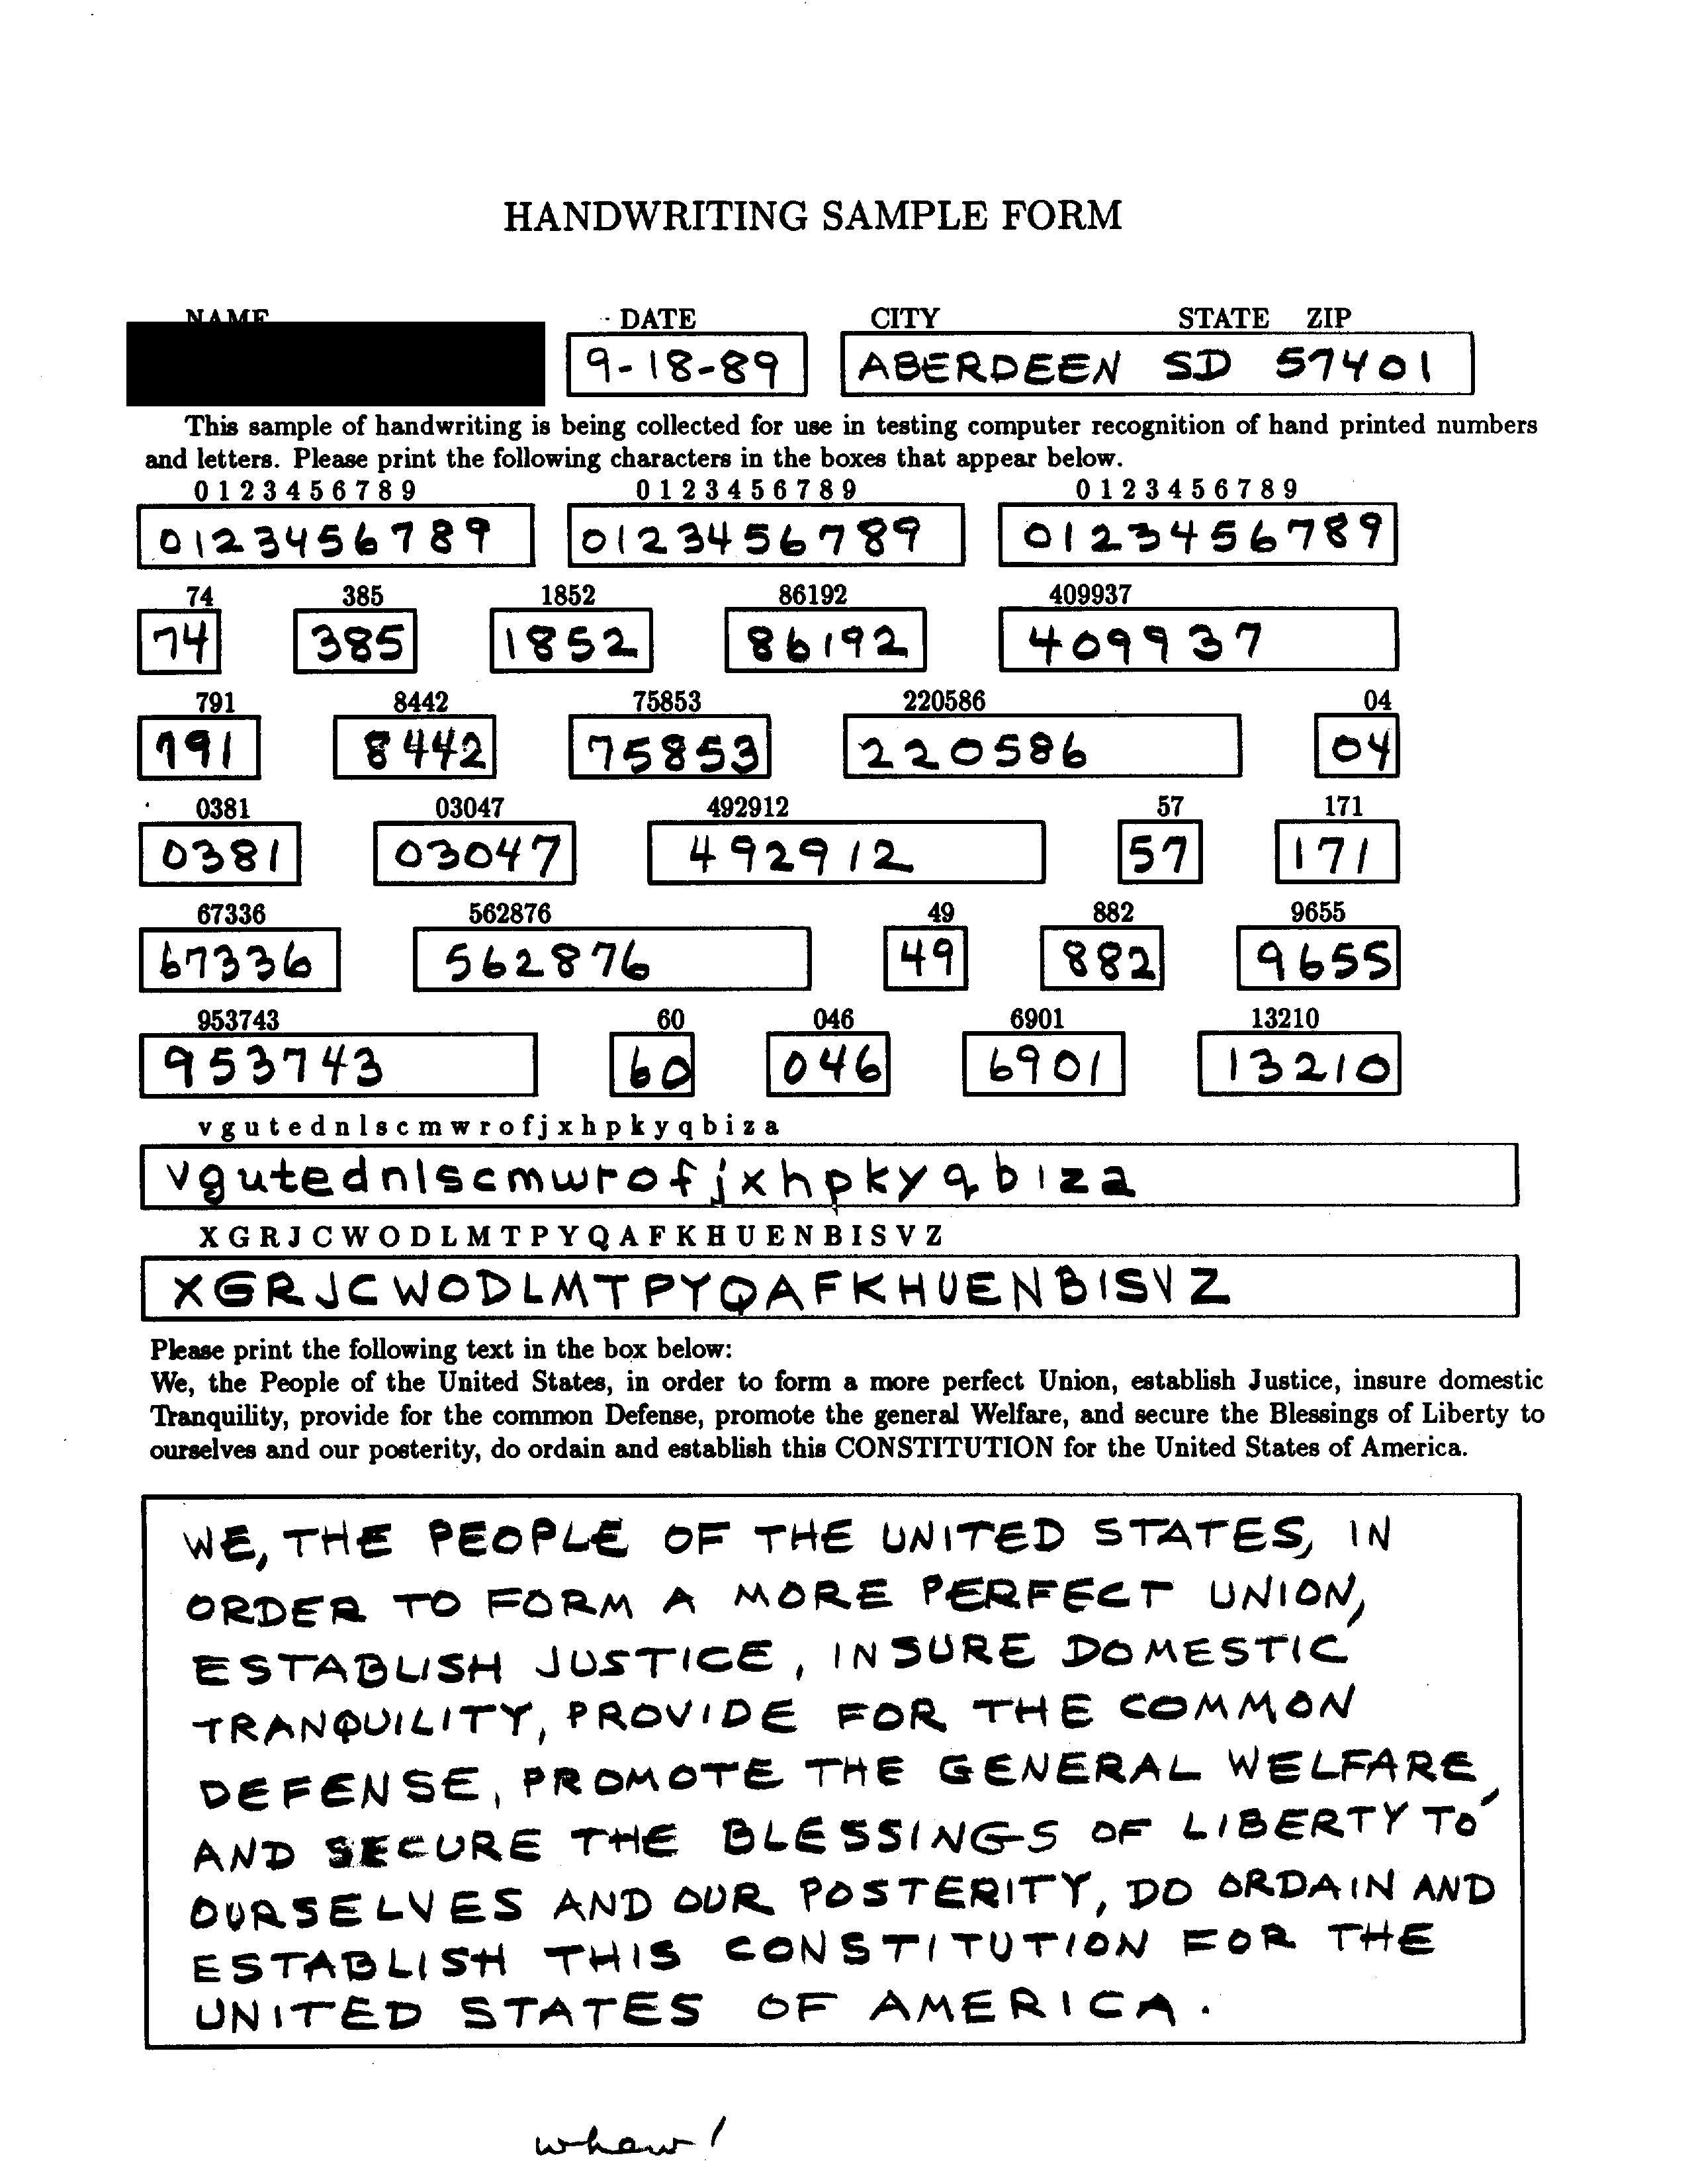 HANDWRITING SAMPLE FORM
NAME DATE CITY STATE ZIP
9-18-89 ABERDEEN SD 57401
This sample of handwriting is being collected for use in testing computer recognition of hand printed numbers
and letters. Please print the following characters in the boxes that appear below.
0 1 2 3 4 5 6 7 8 9 0 1 2 3 4 5 6 7 8 9 0 1 2 3 4 5 6 7 8 9
0123456789 0123456789 0123456789
74 385 1852 86192 409937
74 385 1852 86192 409937
791 8442 75853 220586 04
791 8442 75853 220586 04
0381 03047 492912 57 171
0381 03047 492912 57 171
67336 562876 49 882 9655
67336 562876 49 882 9655
953743 60 046 6901 13210
953743 60 046 6901 13210
v g u t e d n l s c m w r o f j x h p k y q b i z a
vgutednlscmwrofjxhpkyqbiza
X G R J C W O D L M T P Y Q A F K H U E N B I S V Z
XGRJCWODLMTPYQAFKHUENBISVZ
Please print the following text in the box below:
We, the People of the United States, in order to form a more perfect Union, establish Justice, insure domestic
Tranquility, provide for the common Defense, promote the general Welfare, and secure the Blessings of Liberty to
ourselves and our posterity, do ordain and establish this CONSTITUTION for the United States of America.
WE, THE PEOPLE OF THE UNITED STATES, IN
ORDER TO FORM A MORE PERFECT UNION,
ESTABLISH JUSTICE, INSURE DOMESTIC
TRANQUILITY, PROVIDE FOR THE COMMON
DEFENSE, PROMOTE THE GENERAL WELFARE,
AND SECURE THE BLESSINGS OF LIBERTY TO
OURSELVES AND OUR POSTERITY, DO ORDAIN AND
ESTABLISH THIS CONSTITUTION FOR THE
UNITED STATES OF AMERICA.
whew!